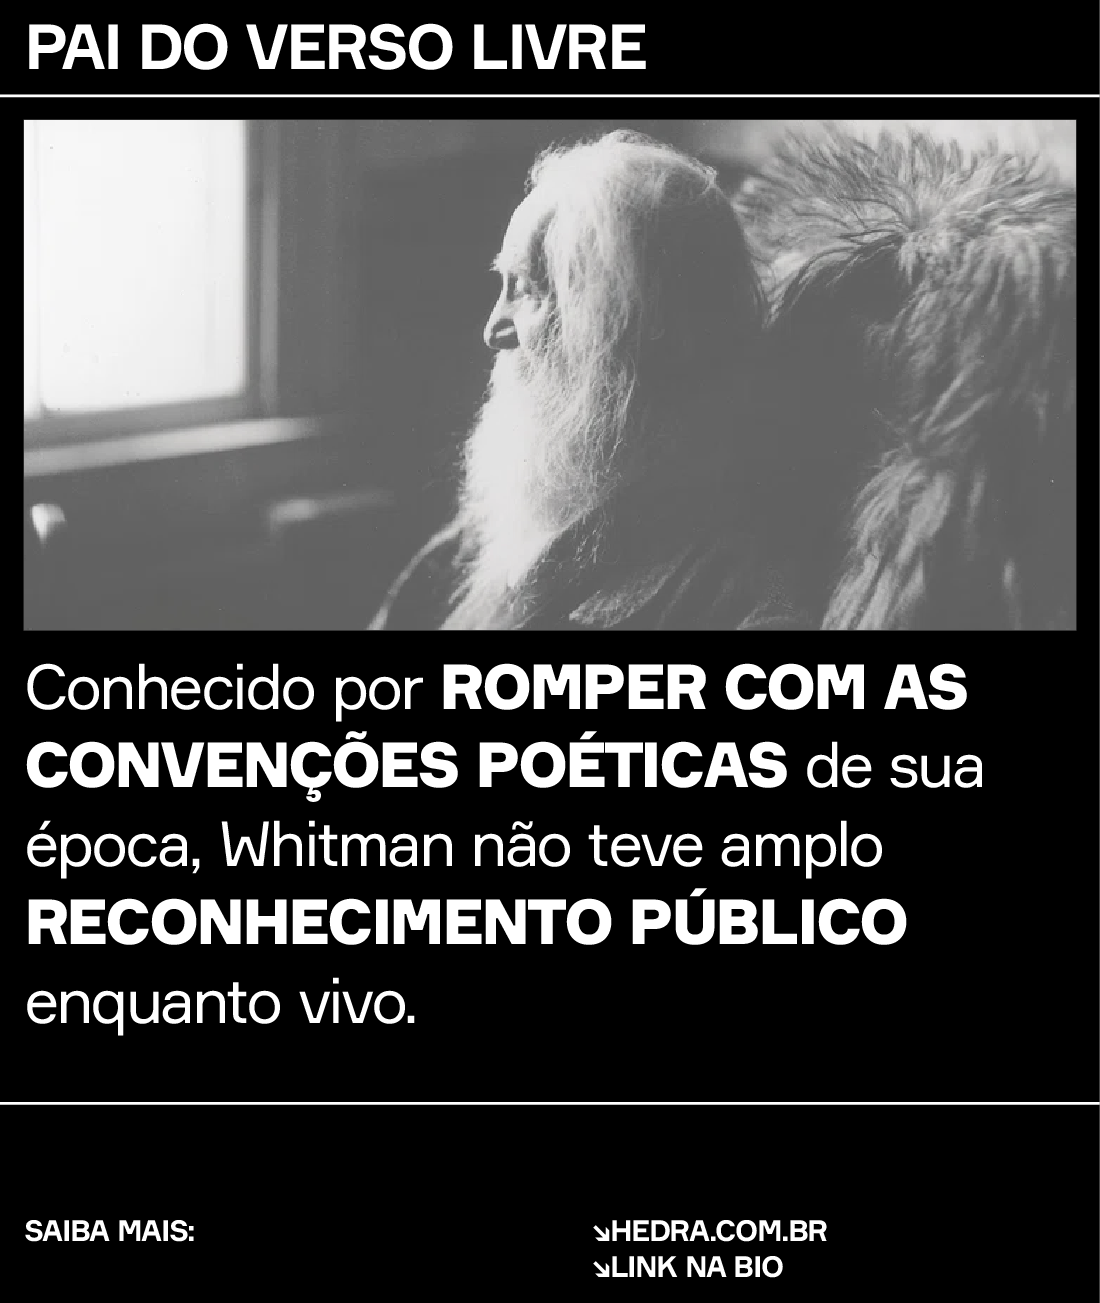 PAI DO VERSO LIVRE
Conhecido por ROMPER COM AS
CONVENÇÕES POÉTICAS de sua
época, Whitman não teve amplo
RECONHECIMENTO PÚBLICO
enquanto vivo.
SAIBA MAIS:
↘HEDRA.COM.BR
↘LINK NA BIO